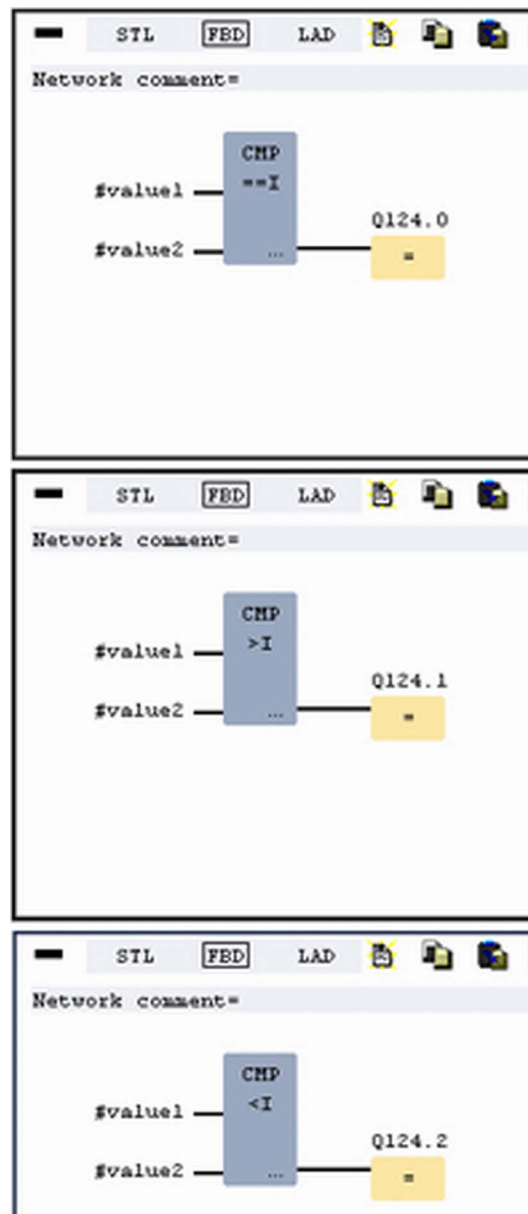 STL FBD LAD
Network comment=
CMP
==I
#value1
Q124.0
#value2 ...
=
STL FBD LAD
Network comment=
CMP
>I
#value1
Q124.1
#value2 ...
=
STL FBD LAD
Network comment=
CMP
<I
#value1
Q124.2
#value2 ...
=